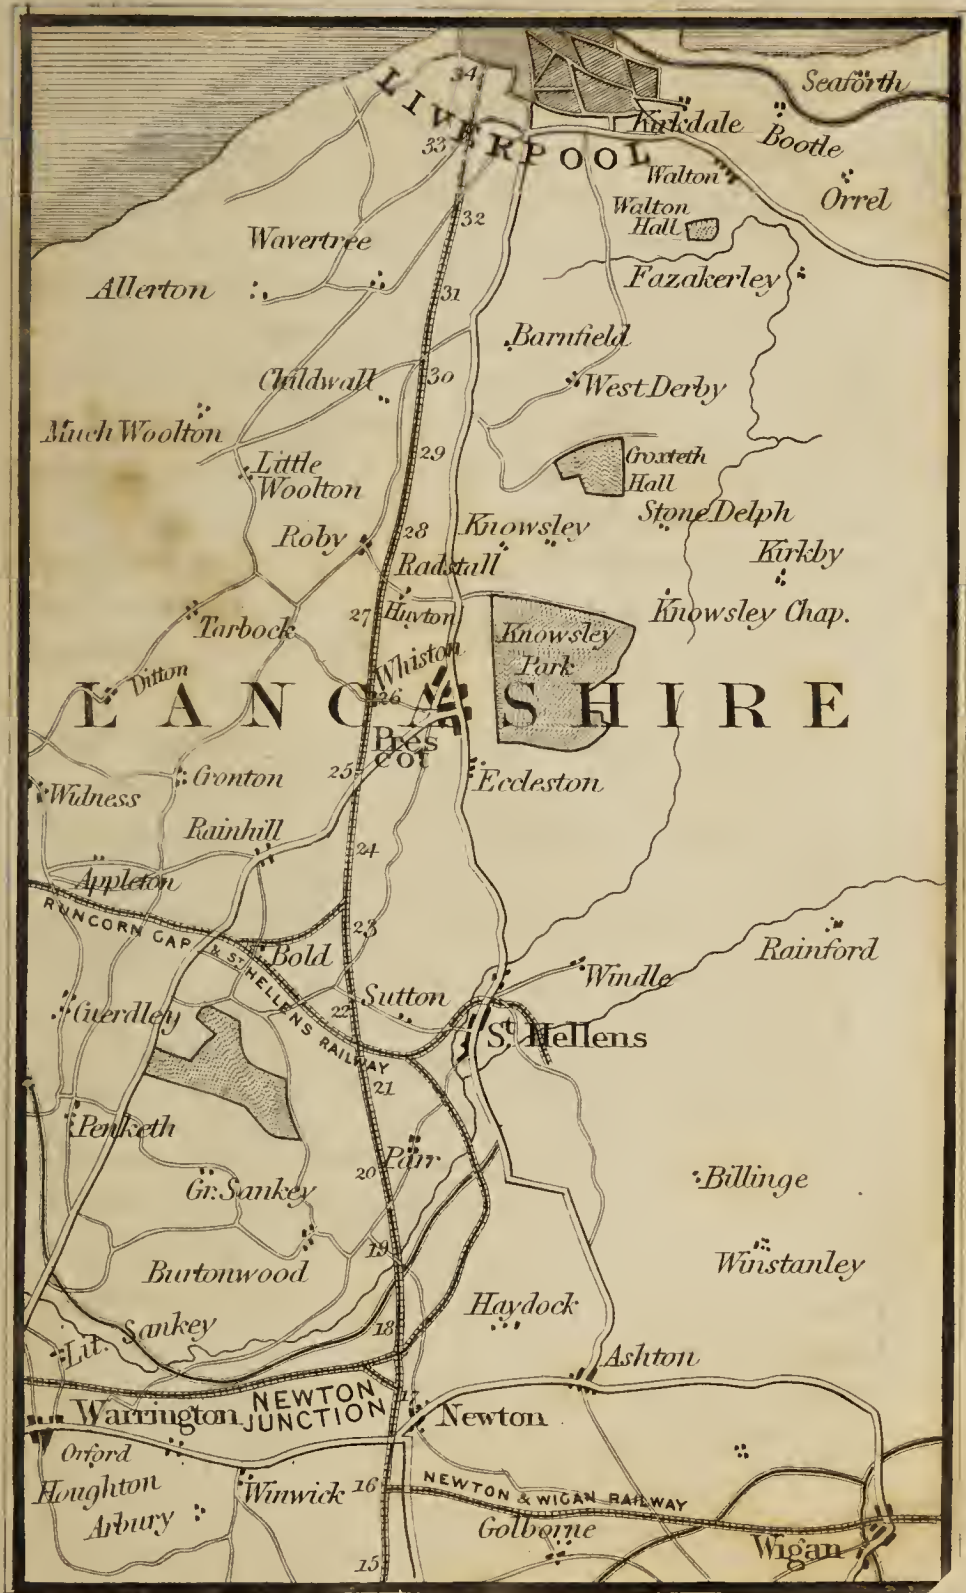 LIVERPOOL
34
Seaforth
Kirkdale
Bootle
33
Walton
Orrel
Walton
Hall
32
Wavertree
Fazakerley
Allerton
31
Barnfield
Childwall
30
West Derby
Much Woolton
29
Croxteth
Hall
Little
Woolton
Stone Delph
28
Knowsley
Roby
Kirkby
Radstall
27
Huyton
Knowsley Chap.
Tarbock
Knowsley
Park
Whiston
Ditton
26
LANCASHIRE
Pres
cot
25
Cronton
Eccleston
Widness
Rainhill
24
Appleton
RUNCORN GAP & ST HELLENS RAILWAY
23
Bold
Rainford
Windle
Sutton
22
Cuerdley
St. Hellens
21
Penketh
Parr
20
Billinge
Gr. Sankey
19
Winstanley
Burtonwood
Haydock
18
Lit. Sankey
Ashton
17
NEWTON
JUNCTION
Warrington
Newton
Orford
Houghton
Winwick
16
NEWTON & WIGAN RAILWAY
Arbury
Golborne
Wigan
15